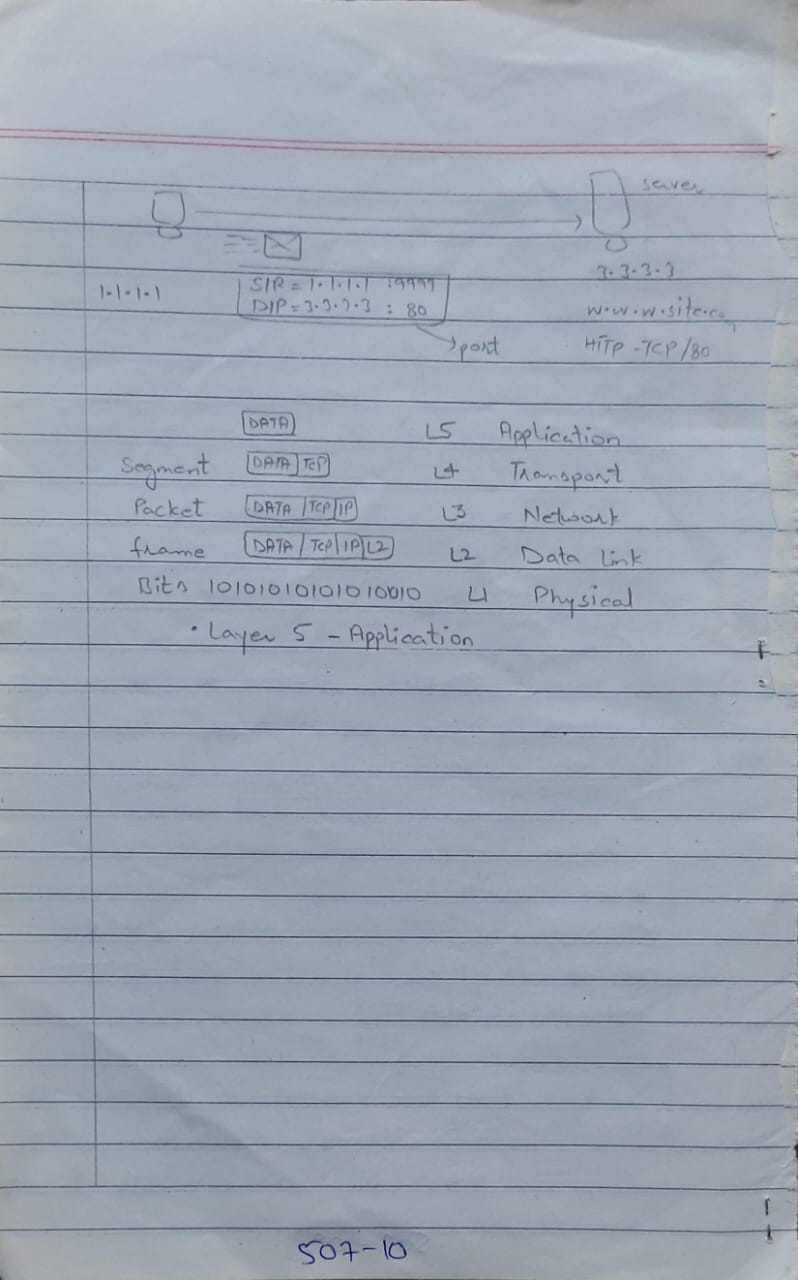 server
3.3.3.3
1.1.1.1 SIP = 1.1.1.1 : 9999
DIP = 3.3.3.3 : 80 w.w.w.site.co
port HTTP - TCP/80
DATA L5 Application
Segment DATA TCP L4 Transport
Packet DATA TCP IP L3 Network
frame DATA TCP IP L2 L2 Data Link
Bits 10101010101010010 L1 Physical
• Layer 5 - Application
507-10